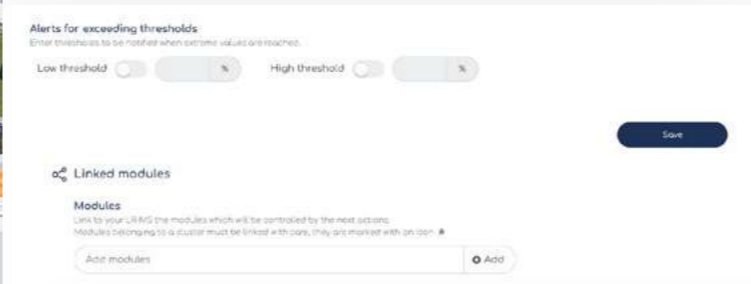 Alerts for exceeding thresholds
Enter thresholds to be notified when extreme values are reached.
Low threshold % High threshold %
Save
Linked modules
Modules
Link to your LR-IMS the modules which will be controlled by the next actions.
Modules belonging to a cluster must be linked with care, they are marked with an icon
Add modules Add